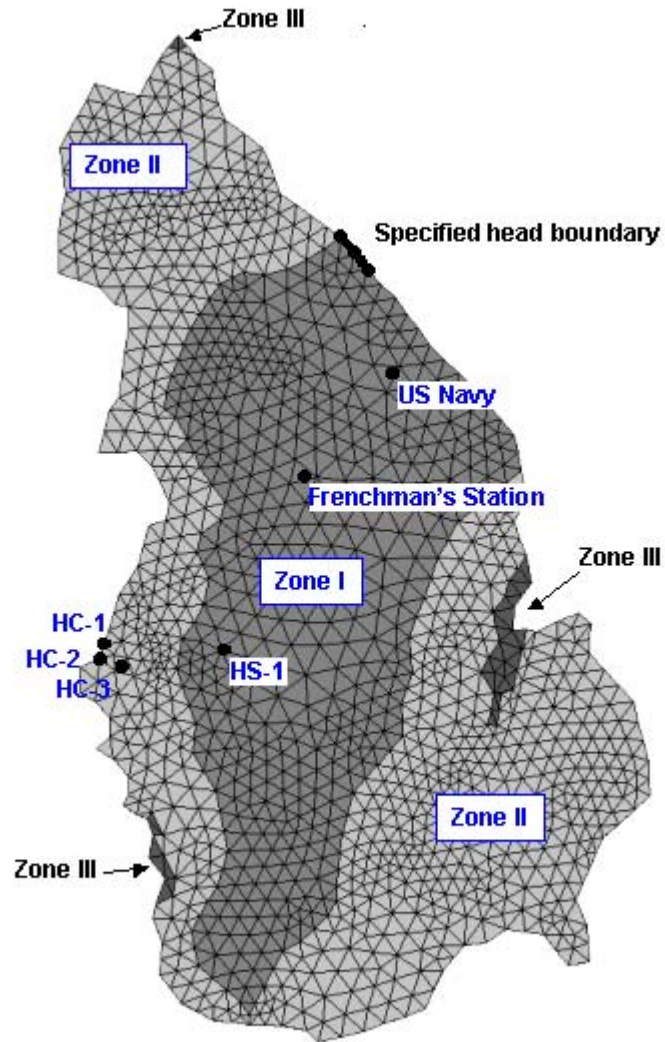 Zone III
Zone II
Specified head boundary
US Navy
Frenchman's Station
Zone III
Zone I
HC-1
HC-2
HS-1
HC-3
Zone II
Zone III